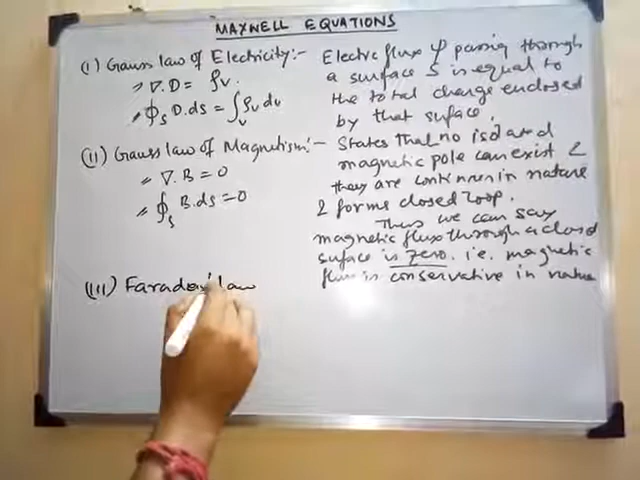 MAXWELL EQUATIONS
(i) Gauss law of Electricity:-
» ∇.D = ρv.
» ∮s D.ds = ∫v ρv dv
Electric flux ψ passing through
a surface S is equal to
the total charge enclosed
by that surface.
(ii) Gauss law of Magnetism:-
» ∇.B = 0
» ∮s B.ds = 0
States that no isolated
magnetic pole can exist &
they are continuous in nature
& forms closed loop.
Thus we can say
magnetic flux through a closed
surface is zero. i.e. magnetic
flux is conservative in nature
(iii) Faraday's law